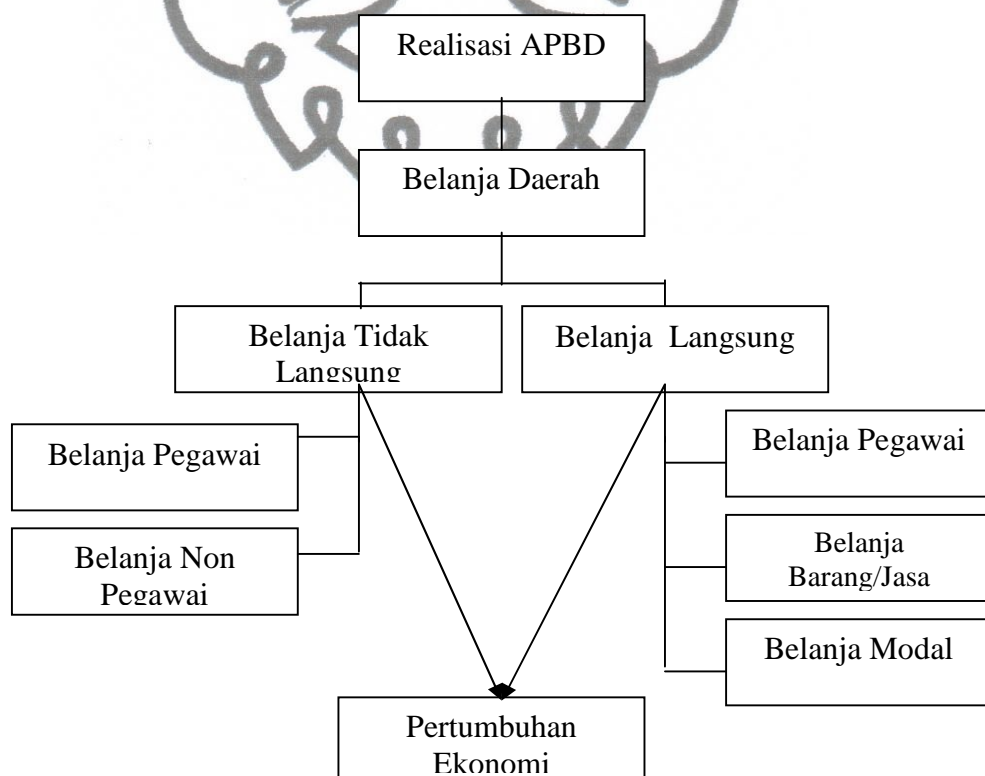 Realisasi APBD
Belanja Daerah
Belanja Tidak
Langsung
Belanja Langsung
Belanja Pegawai
Belanja Non
Pegawai
Belanja Pegawai
Belanja
Barang/Jasa
Belanja Modal
Pertumbuhan
Ekonomi